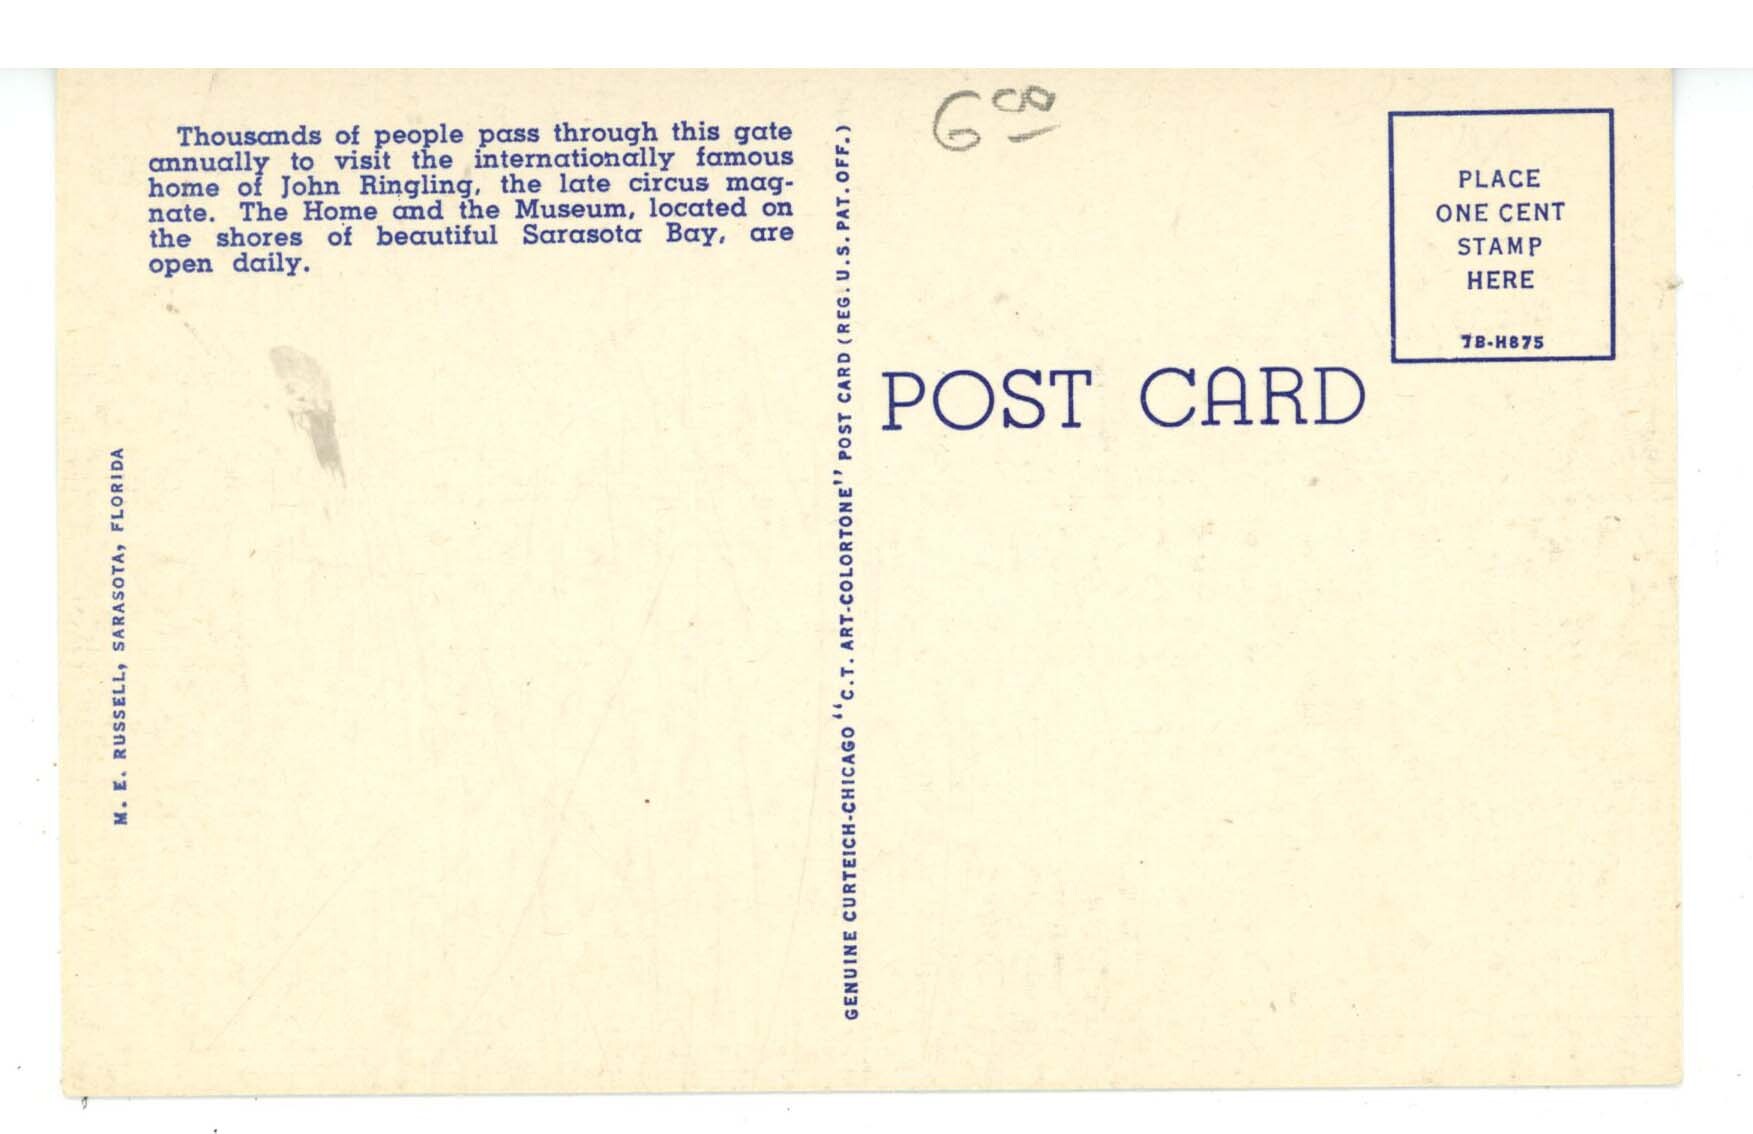 Thousands of people pass through this gate
annually to visit the internationally famous
home of John Ringling, the late circus mag-
nate. The Home and the Museum, located on
the shores of beautiful Sarasota Bay, are
open daily.
M. E. RUSSELL, SARASOTA, FLORIDA
GENUINE CURTEICH-CHICAGO "C.T. ART-COLORTONE" POST CARD (REG. U.S. PAT. OFF.)
6 00
POST CARD
PLACE
ONE CENT
STAMP
HERE
7B-H875